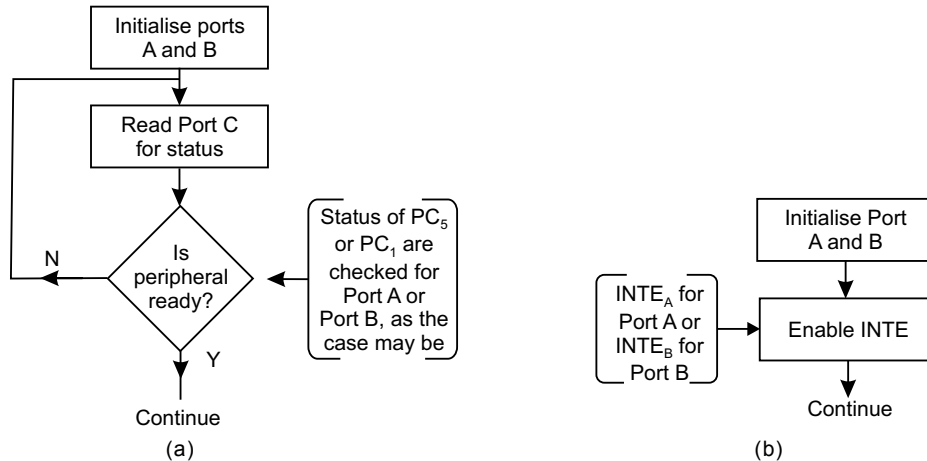 Initialise ports
A and B
Read Port C
for status
Is
peripheral
ready?
N
Y
Continue
Status of PC5
or PC1 are
checked for
Port A or
Port B, as the
case may be
(a)
Initialise Port
A and B
INTEA for
Port A or
INTEB for
Port B
Enable INTE
Continue
(b)